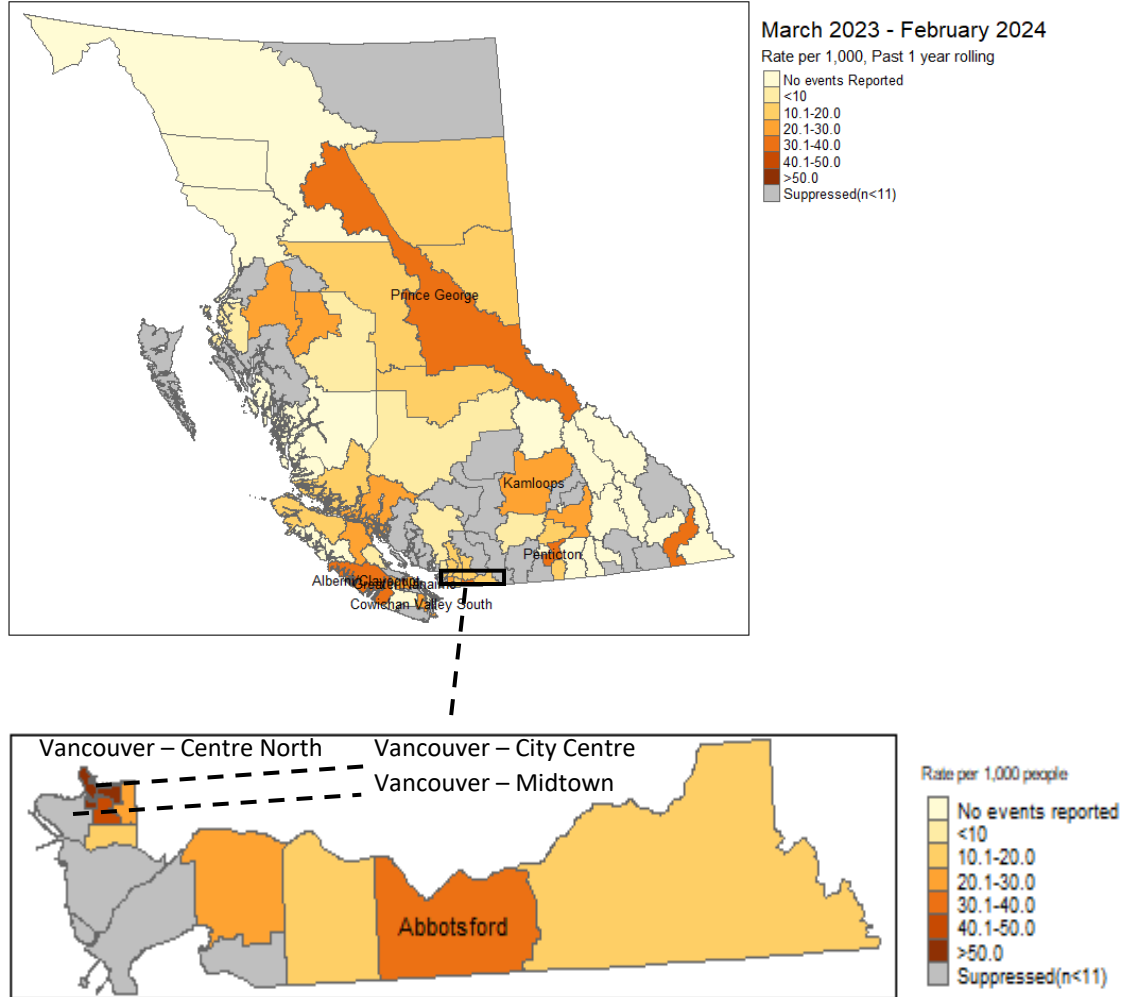 March 2023 - February 2024
Rate per 1,000, Past 1 year rolling
No events Reported
<10
10.1-20.0
20.1-30.0
30.1-40.0
40.1-50.0
>50.0
Suppressed(n<11)
Prince George
Kamloops
Penticton
Alberni Clayoquot
Greater Nanaimo
Cowichan Valley South
Vancouver – Centre North
Vancouver – City Centre
Vancouver – Midtown
Abbotsford
Rate per 1,000 people
No events reported
<10
10.1-20.0
20.1-30.0
30.1-40.0
40.1-50.0
>50.0
Suppressed(n<11)